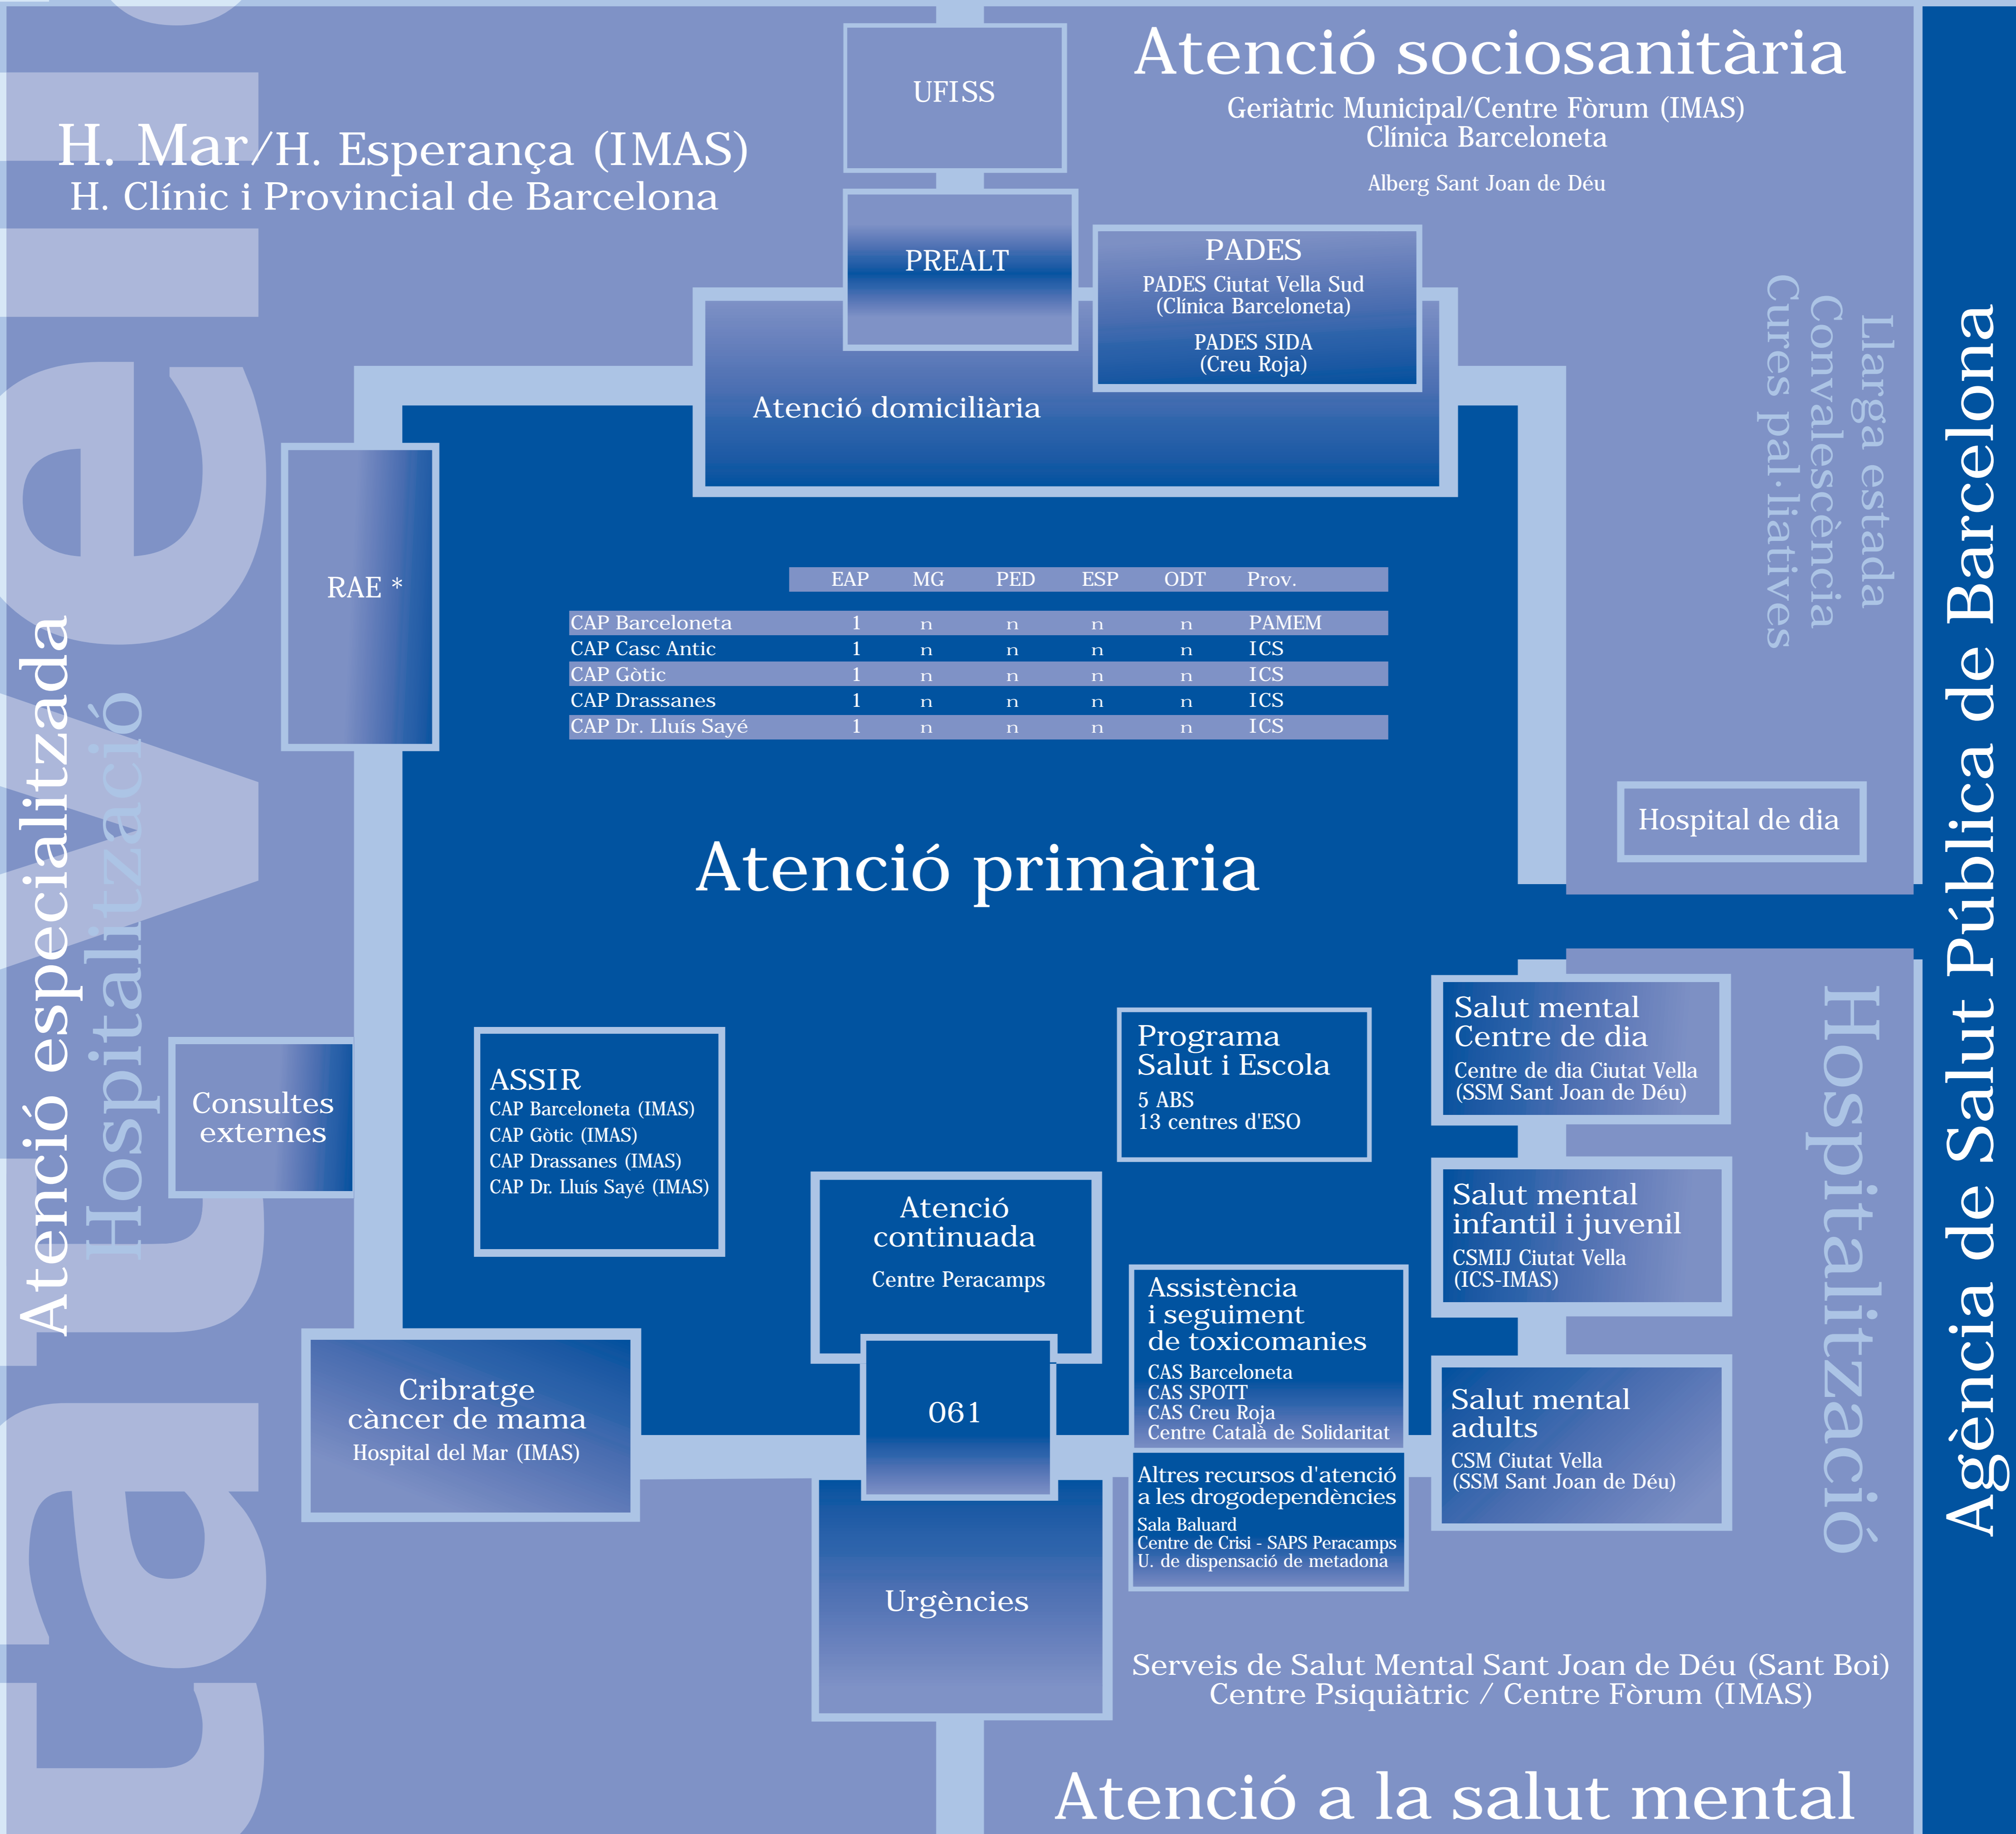 UFISS
Atenció sociosanitària
Geriàtric Municipal/Centre Fòrum (IMAS)
Clínica Barceloneta
Alberg Sant Joan de Déu
H. Mar/H. Esperança (IMAS)
H. Clínic i Provincial de Barcelona
PREALT
PADES
PADES Ciutat Vella Sud
(Clínica Barceloneta)
PADES SIDA
(Creu Roja)
Atenció domiciliària
Llarga estada
Convalescència
Cures pal·liatives
Agència de Salut Pública de Barcelona
Atenció especialitzada
Hospitalització
RAE *
EAP MG PED ESP ODT Prov.
CAP Barceloneta 1 n n n n PAMEM
CAP Casc Antic 1 n n n n ICS
CAP Gòtic 1 n n n n ICS
CAP Drassanes 1 n n n n ICS
CAP Dr. Lluís Sayé 1 n n n n ICS
Hospital de dia
Atenció primària
Consultes
externes
ASSIR
CAP Barceloneta (IMAS)
CAP Gòtic (IMAS)
CAP Drassanes (IMAS)
CAP Dr. Lluís Sayé (IMAS)
Programa
Salut i Escola
5 ABS
13 centres d'ESO
Salut mental
Centre de dia
Centre de dia Ciutat Vella
(SSM Sant Joan de Déu)
Hospitalització
Atenció
continuada
Centre Peracamps
Salut mental
infantil i juvenil
CSMIJ Ciutat Vella
(ICS-IMAS)
Assistència
i seguiment
de toxicomanies
CAS Barceloneta
CAS SPOTT
CAS Creu Roja
Centre Català de Solidaritat
Cribratge
càncer de mama
Hospital del Mar (IMAS)
061
Salut mental
adults
CSM Ciutat Vella
(SSM Sant Joan de Déu)
Altres recursos d'atenció
a les drogodependències
Sala Baluard
Centre de Crisi - SAPS Peracamps
U. de dispensació de metadona
Urgències
Serveis de Salut Mental Sant Joan de Déu (Sant Boi)
Centre Psiquiàtric / Centre Fòrum (IMAS)
Atenció a la salut mental